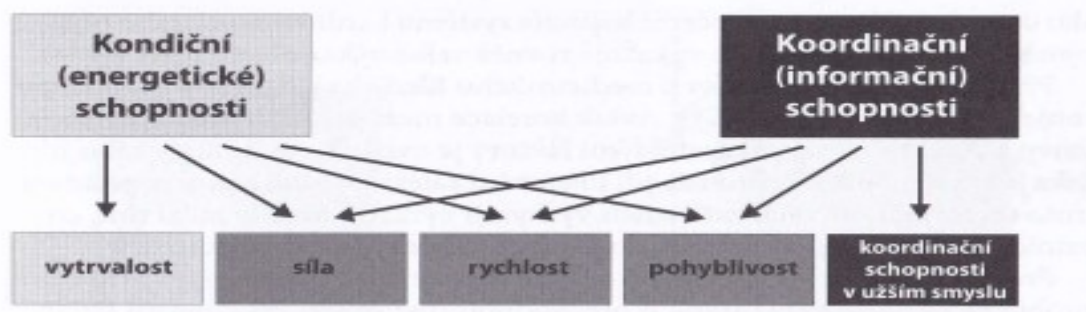 Kondiční
(energetické)
schopnosti
Koordinační
(informační)
schopnosti
vytrvalost
síla
rychlost
pohyblivost
koordinační
schopnosti
v užším smyslu